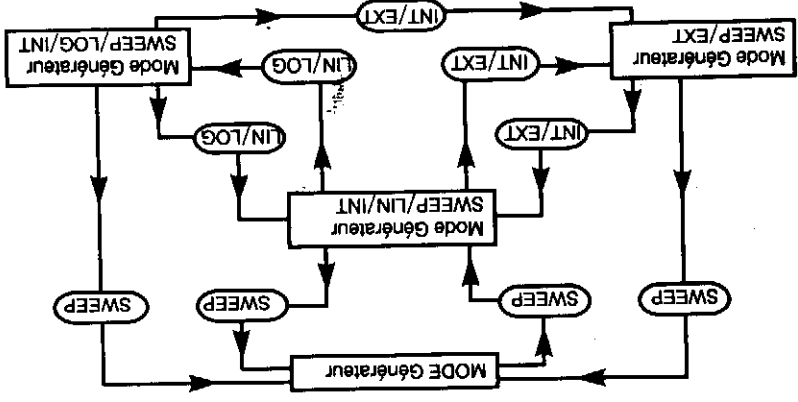 MODE Générateur
SWEEP
SWEEP
SWEEP
SWEEP
Mode Générateur
SWEEP/LIN/INT
INT/EXT
LIN/LOG
INT/EXT
LIN/LOG
Mode Générateur
SWEEP/EXT
Mode Générateur
SWEEP/LOG/INT
INT/EXT